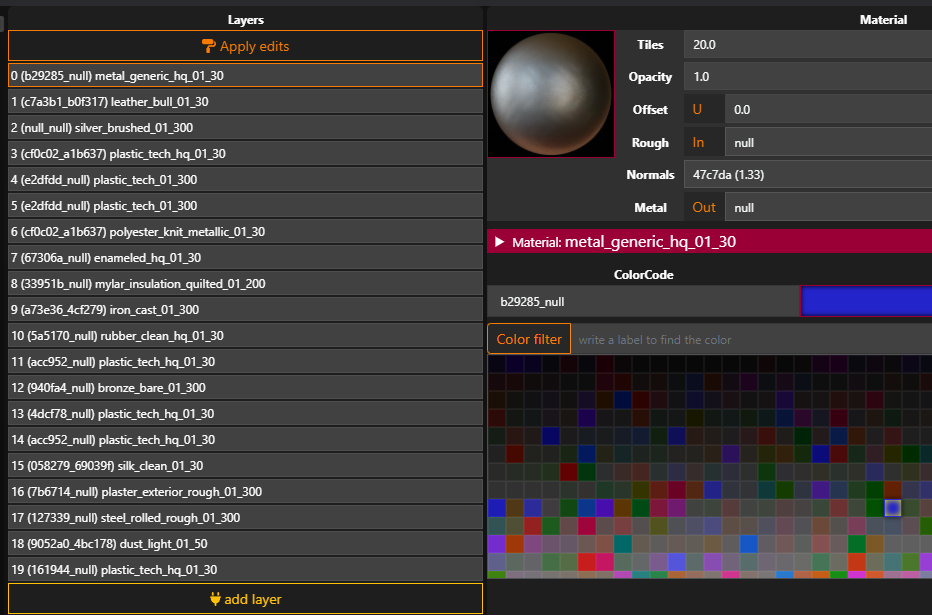 Layers
Apply edits
0 (b29285_null) metal_generic_hq_01_30
1 (c7a3b1_b0f317) leather_bull_01_30
2 (null_null) silver_brushed_01_300
3 (cf0c02_a1b637) plastic_tech_hq_01_30
4 (e2dfdd_null) plastic_tech_01_300
5 (e2dfdd_null) plastic_tech_01_300
6 (cf0c02_a1b637) polyester_knit_metallic_01_30
7 (67306a_null) enameled_hq_01_30
8 (33951b_null) mylar_insulation_quilted_01_200
9 (a73e36_4cf279) iron_cast_01_300
10 (5a5170_null) rubber_clean_hq_01_30
11 (acc952_null) plastic_tech_hq_01_30
12 (940fa4_null) bronze_bare_01_300
13 (4dcf78_null) plastic_tech_hq_01_30
14 (acc952_null) plastic_tech_hq_01_30
15 (058279_69039f) silk_clean_01_30
16 (7b6714_null) plaster_exterior_rough_01_300
17 (127339_null) steel_rolled_rough_01_300
18 (9052a0_4bc178) dust_light_01_50
19 (161944_null) plastic_tech_hq_01_30
add layer
Material
Tiles 20.0
Opacity 1.0
Offset U 0.0
Rough In null
Normals 47c7da (1.33)
Metal Out null
Material: metal_generic_hq_01_30
ColorCode
b29285_null
Color filter write a label to find the color